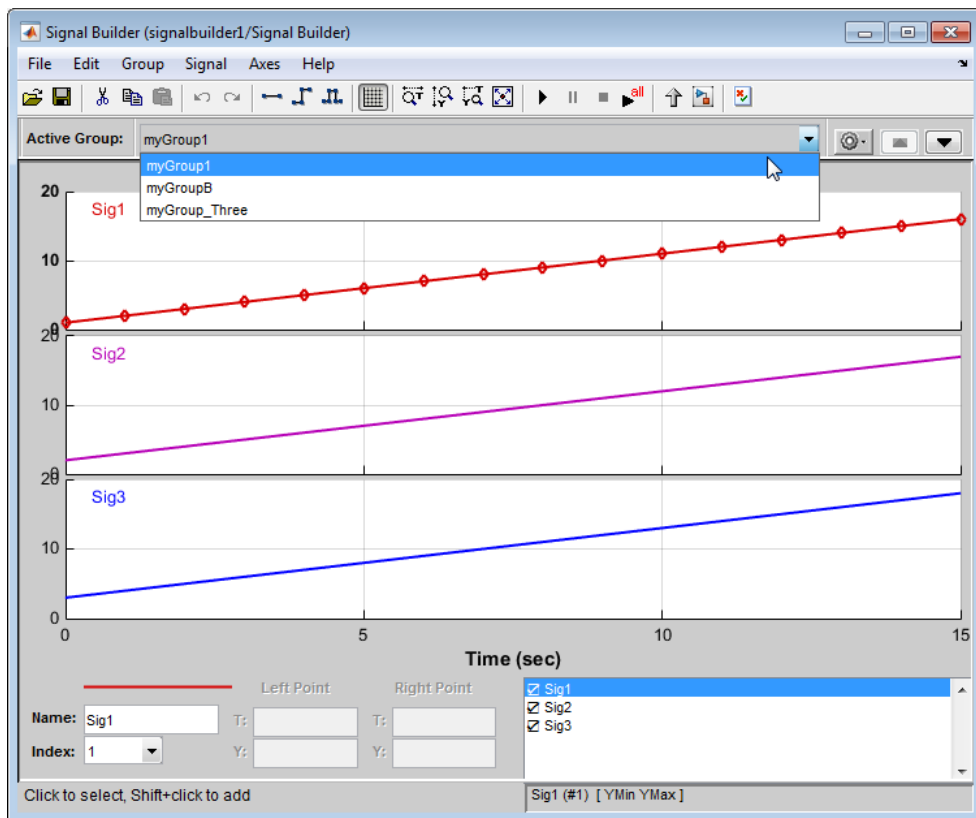 Signal Builder (signalbuilder1/Signal Builder)
File Edit Group Signal Axes Help
all
Active Group: myGroup1
myGroup1
myGroupB
myGroup_Three
20
Sig1
10
0
20
Sig2
10
0
20
Sig3
10
0
0 5 10 15
Time (sec)
Left Point Right Point
Name: Sig1 T: T:
Index: 1 Y: Y:
Sig1
Sig2
Sig3
Click to select, Shift+click to add
Sig1 (#1) [ YMin YMax ]